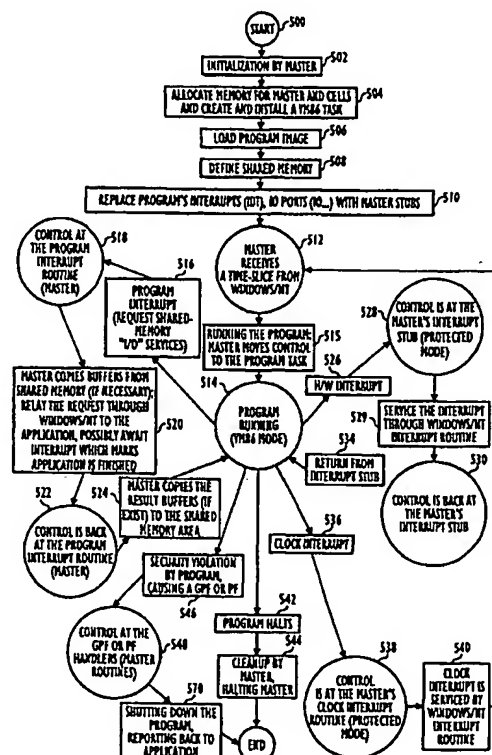 500
START
502
INITIALIZATION BY MASTER
504
ALLOCATE MEMORY FOR MASTER AND CELLS
AND CREATE AND INSTALL A VM86 TASK
506
LOAD PROGRAM IMAGE
508
DEFINE SHARED MEMORY
510
REPLACE PROGRAM'S INTERRUPTS (IDT), IO PORTS (IO...) WITH MASTER STUBS
518
CONTROL AT
THE PROGRAM
INTERRUPT
ROUTINE
(MASTER)
516
PROGRAM
INTERRUPT
(REQUEST SHARED-
MEMORY
"I/O" SERVICES)
512
MASTER
RECEIVES
A TIME-SLICE FROM
WINDOWS/NT
515
RUNNING THE PROGRAM:
MASTER MOVES CONTROL
TO THE PROGRAM TASK
514
PROGRAM
RUNNING
(VM86 MODE)
526
H/W INTERRUPT
528
CONTROL IS AT THE
MASTER'S INTERRUPT
STUB (PROTECTED
MODE)
529
SERVICE THE INTERRUPT
THROUGH WINDOWS/NT
INTERRUPT ROUTINE
530
CONTROL IS BACK AT
THE MASTER'S
INTERRUPT STUB
534
RETURN FROM
INTERRUPT STUB
MASTER COMES BUFFERS FROM
SHARED MEMORY (IF NECESSARY);
RELAY THE REQUEST THROUGH
WINDOWS/NT TO THE
APPLICATION, POSSIBLY AWAIT
INTERRUPT WHICH MARKS
APPLICATION IS FINISHED
520
522
CONTROL IS BACK
AT THE PROGRAM
INTERRUPT ROUTINE
(MASTER)
524
MASTER COPIES THE
RESULT BUFFERS (IF
EXIST) TO THE SHARED
MEMORY AREA
536
CLOCK INTERRUPT
SECURITY VIOLATION
BY PROGRAM,
CAUSING A GPF OR PF
546
548
CONTROL AT THE
GPF OR PF
HANDLERS (MASTER
ROUTINES)
542
PROGRAM HALTS
544
CLEANUP BY
MASTER,
HALTING MASTER
538
CONTROL
IS AT THE MASTER'S
CLOCK INTERRUPT
ROUTINE (PROTECTED
MODE)
540
CLOCK
INTERRUPT IS
SERVICED BY
WINDOWS/NT
INTERRUPT
ROUTINE
570
SHUTTING DOWN THE
PROGRAM,
REPORTING BACK TO
APPLICATION
END